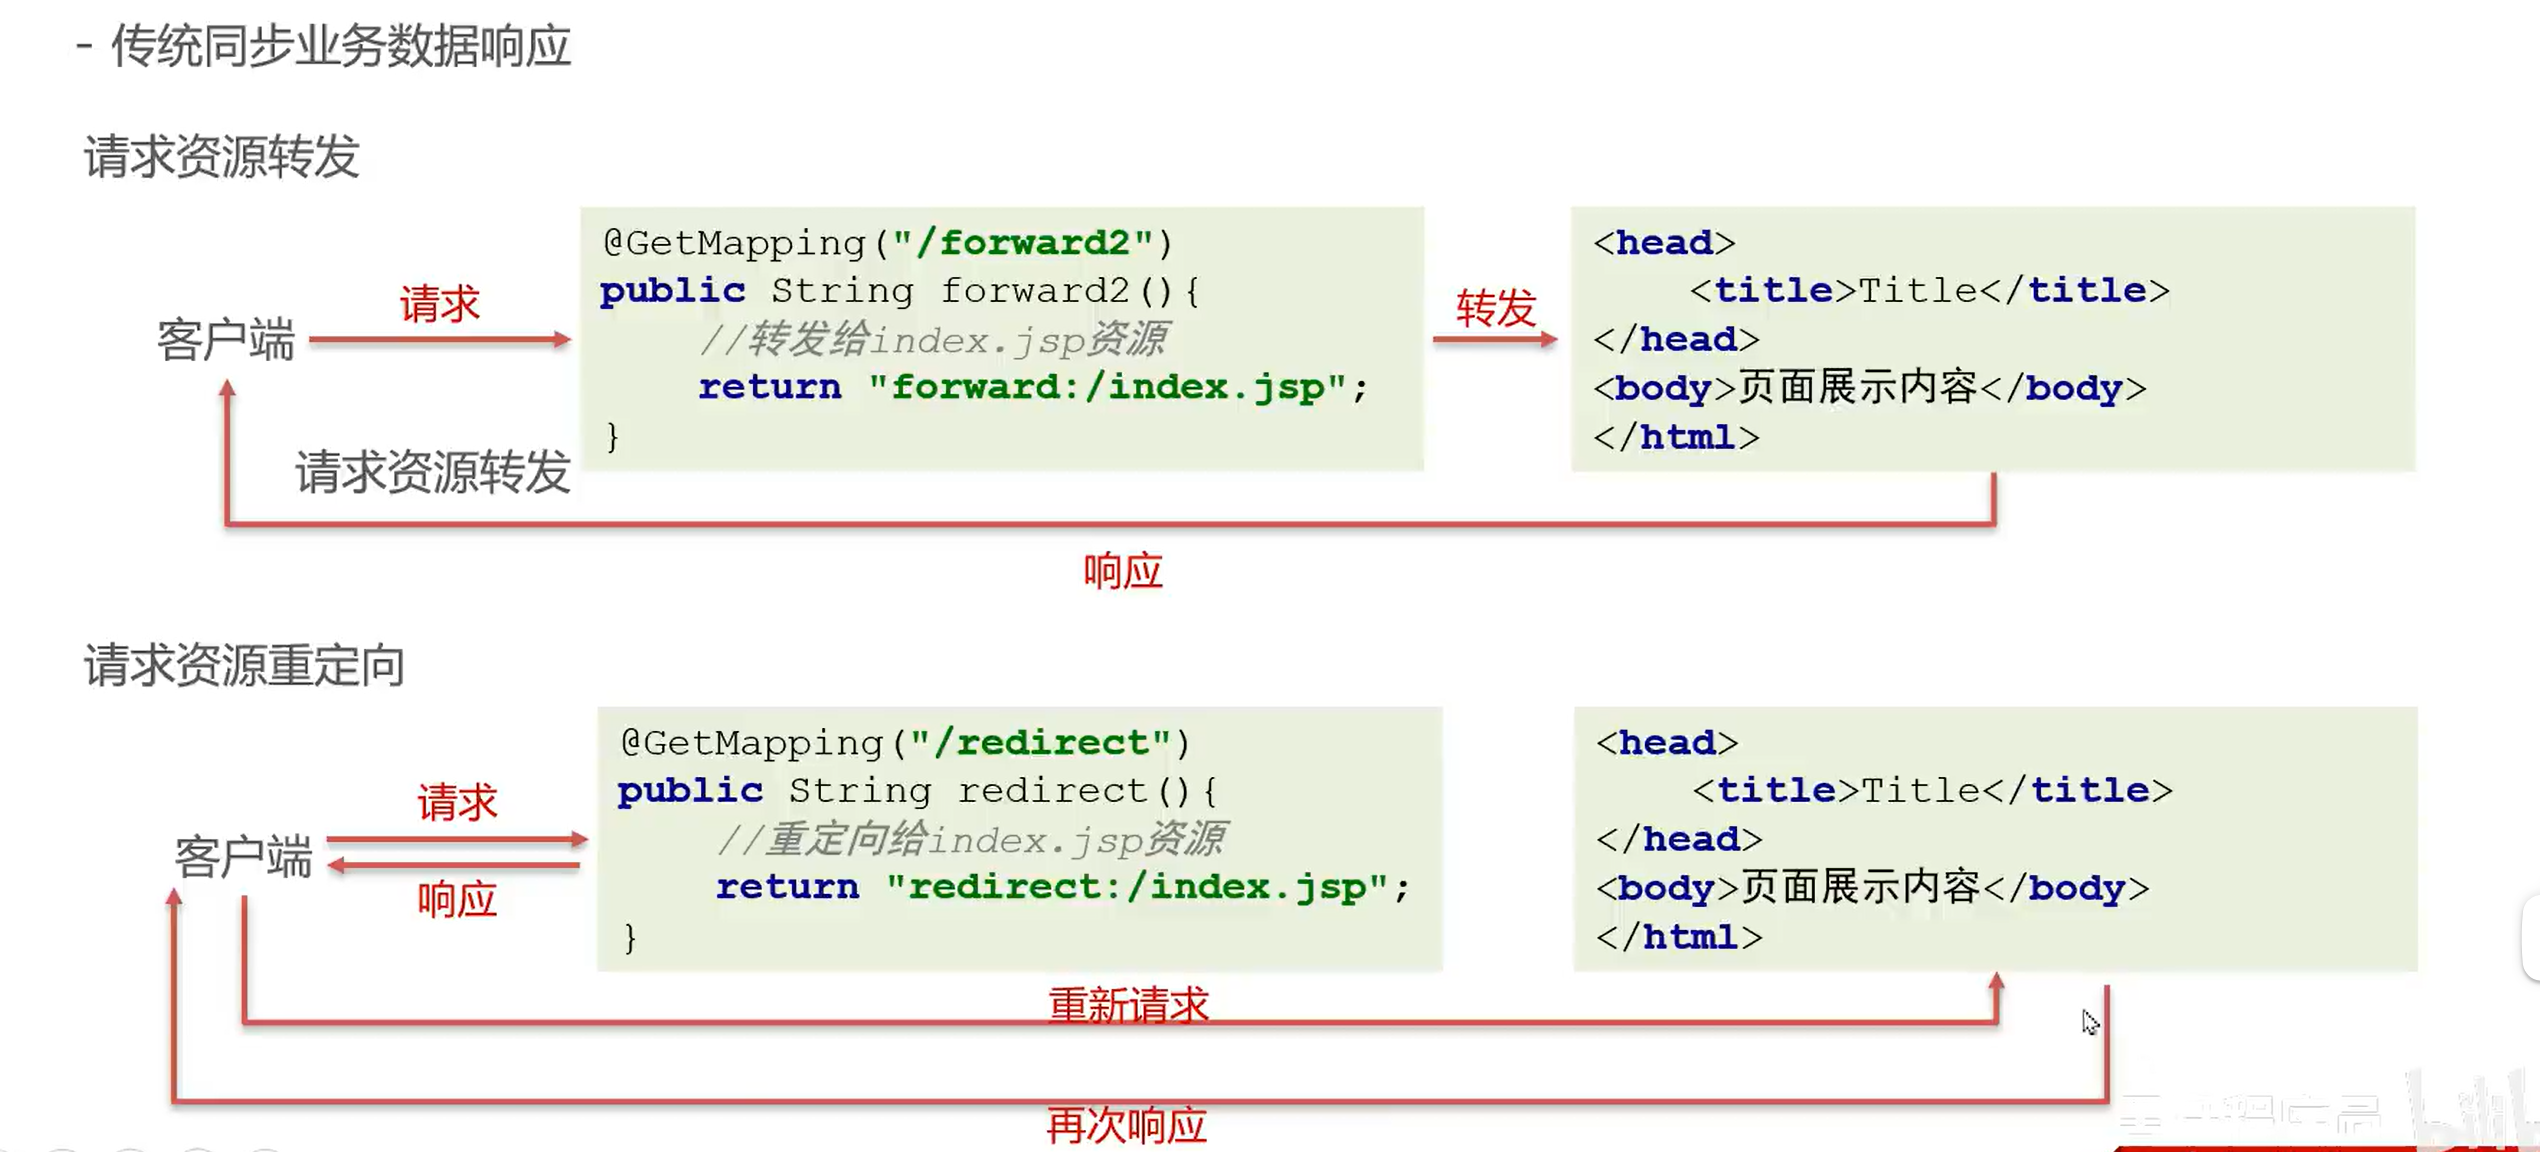 - 传统同步业务数据响应
请求资源转发
客户端
请求
@GetMapping("/forward2")
public String forward2(){
//转发给index.jsp资源
return "forward:/index.jsp";
}
转发
<head>
<title>Title</title>
</head>
<body>页面展示内容</body>
</html>
请求资源转发
响应
请求资源重定向
客户端
请求
响应
@GetMapping("/redirect")
public String redirect(){
//重定向给index.jsp资源
return "redirect:/index.jsp";
}
<head>
<title>Title</title>
</head>
<body>页面展示内容</body>
</html>
重新请求
再次响应